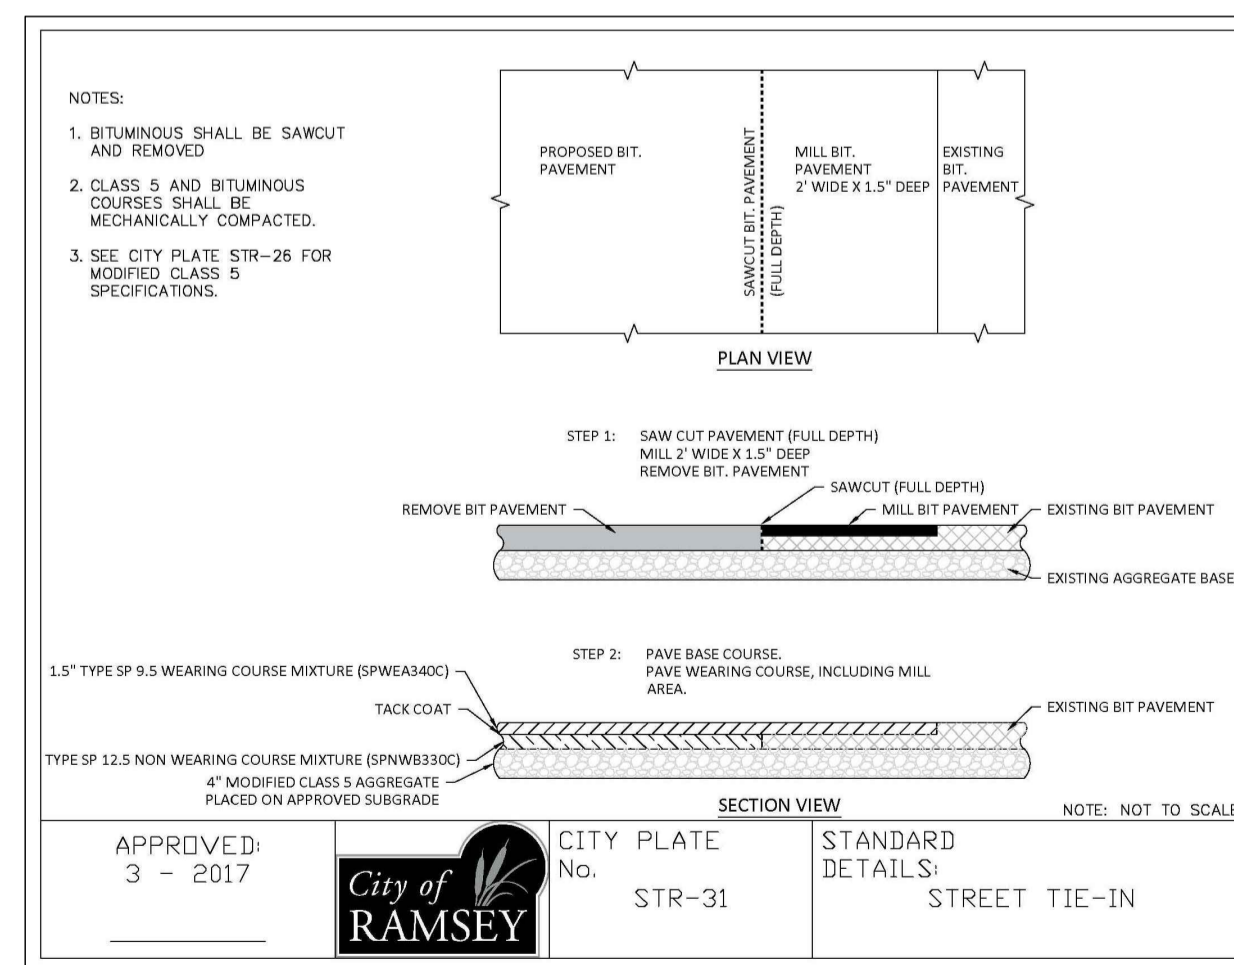 NOTES:
1. BITUMINOUS SHALL BE SAWCUT
AND REMOVED
2. CLASS 5 AND BITUMINOUS
COURSES SHALL BE
MECHANICALLY COMPACTED.
3. SEE CITY PLATE STR-26 FOR
MODIFIED CLASS 5
SPECIFICATIONS.
PROPOSED BIT.
PAVEMENT
SAWCUT BIT. PAVEMENT
(FULL DEPTH)
MILL BIT.
PAVEMENT
2' WIDE X 1.5" DEEP
EXISTING
BIT.
PAVEMENT
PLAN VIEW
STEP 1: SAW CUT PAVEMENT (FULL DEPTH)
MILL 2' WIDE X 1.5" DEEP
REMOVE BIT. PAVEMENT
SAWCUT (FULL DEPTH)
REMOVE BIT PAVEMENT
MILL BIT PAVEMENT
EXISTING BIT PAVEMENT
EXISTING AGGREGATE BASE
STEP 2: PAVE BASE COURSE.
PAVE WEARING COURSE, INCLUDING MILL
AREA.
1.5" TYPE SP 9.5 WEARING COURSE MIXTURE (SPWEA340C)
TACK COAT
EXISTING BIT PAVEMENT
TYPE SP 12.5 NON WEARING COURSE MIXTURE (SPNWB330C)
4" MODIFIED CLASS 5 AGGREGATE
PLACED ON APPROVED SUBGRADE
SECTION VIEW
NOTE: NOT TO SCALE
APPROVED:
3 - 2017
City of
RAMSEY
CITY PLATE
No.
STR-31
STANDARD
DETAILS:
STREET TIE-IN